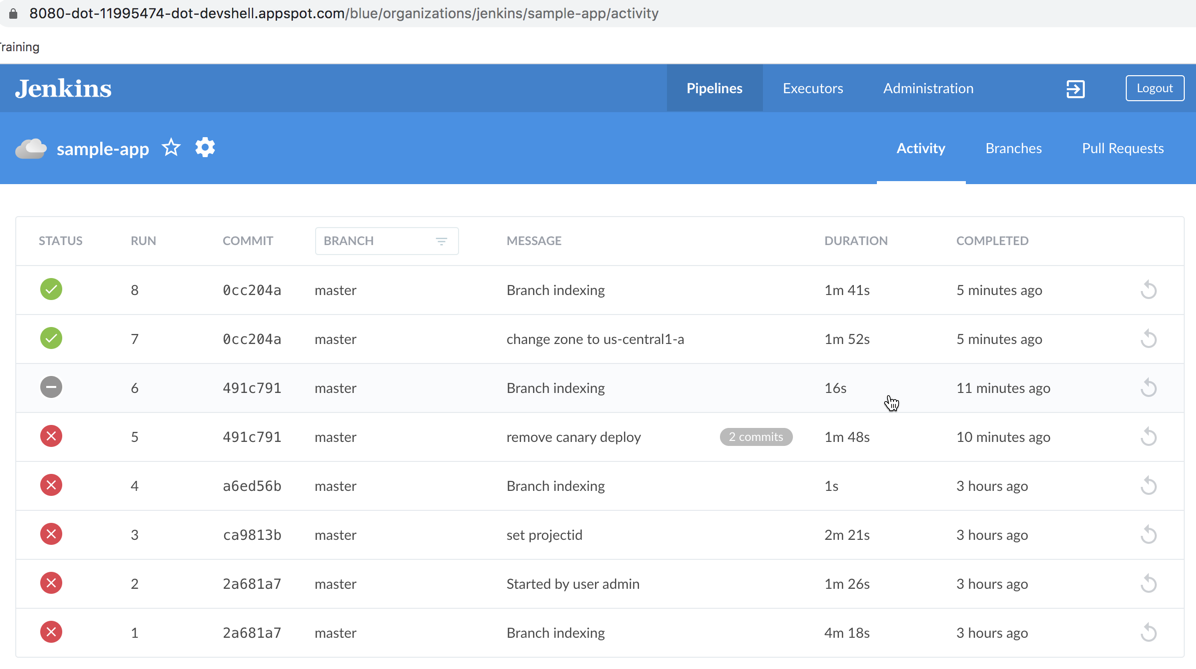 8080-dot-11995474-dot-devshell.appspot.com/blue/organizations/jenkins/sample-app/activity
raining
Jenkins Pipelines Executors Administration Logout
sample-app Activity Branches Pull Requests
STATUS RUN COMMIT BRANCH MESSAGE DURATION COMPLETED
8 0cc204a master Branch indexing 1m 41s 5 minutes ago
7 0cc204a master change zone to us-central1-a 1m 52s 5 minutes ago
6 491c791 master Branch indexing 16s 11 minutes ago
5 491c791 master remove canary deploy 2 commits 1m 48s 10 minutes ago
4 a6ed56b master Branch indexing 1s 3 hours ago
3 ca9813b master set projectid 2m 21s 3 hours ago
2 2a681a7 master Started by user admin 1m 26s 3 hours ago
1 2a681a7 master Branch indexing 4m 18s 3 hours ago